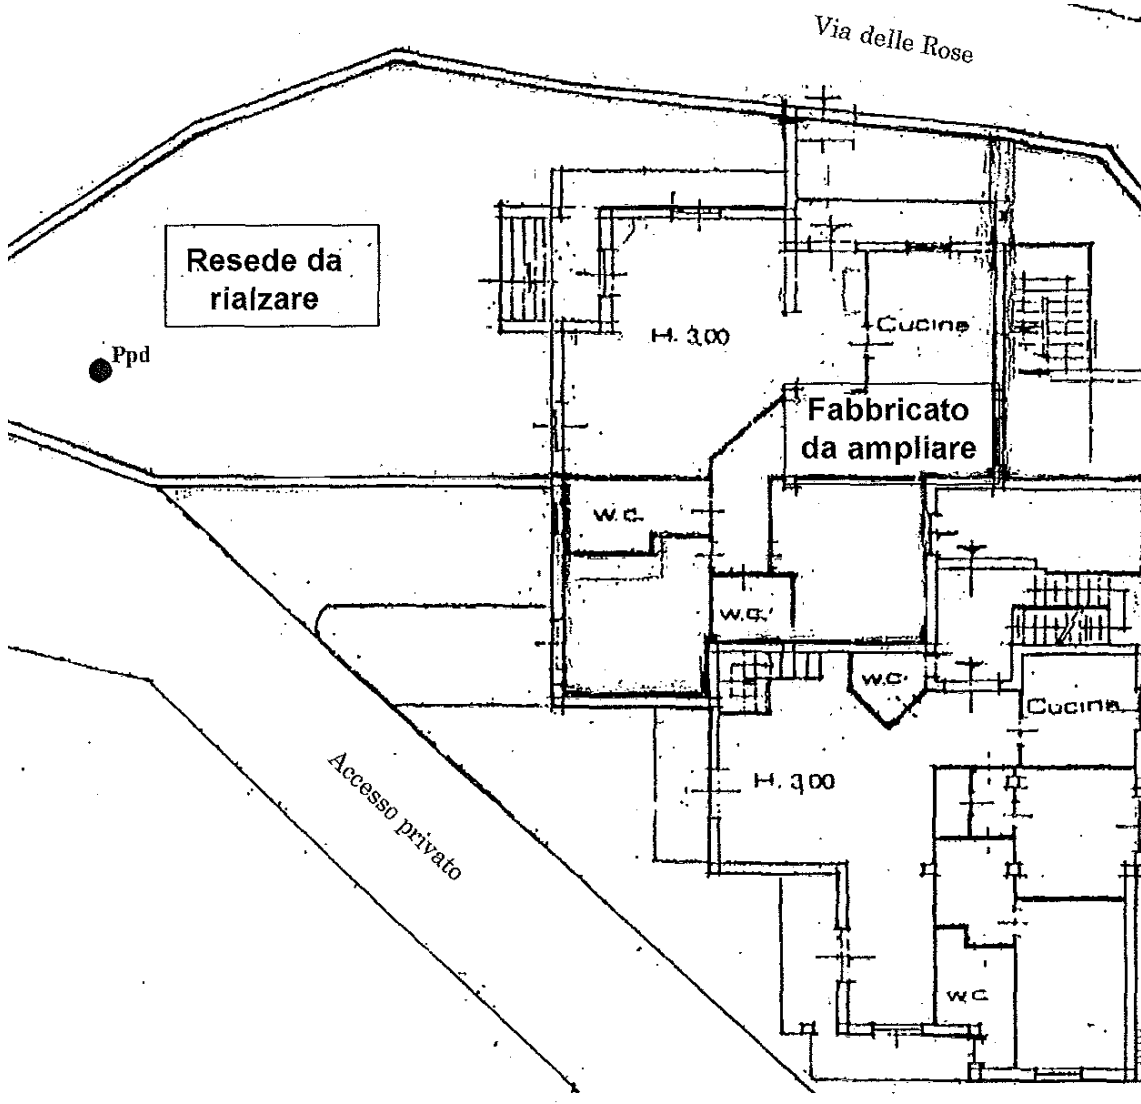 Via delle Rose
Resede da
rialzare
Ppd
H. 3,00
Cucina
Fabbricato
da ampliare
W.C.
W.C.
W.C.
Cucina
Accesso privato
H. 3,00
W.C.